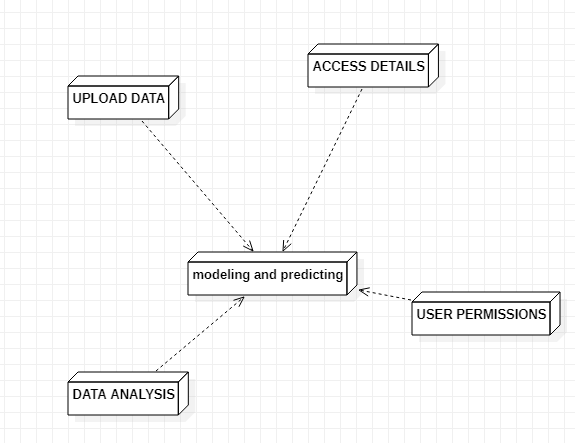 ACCESS DETAILS
UPLOAD DATA
modeling and predicting
USER PERMISSIONS
DATA ANALYSIS